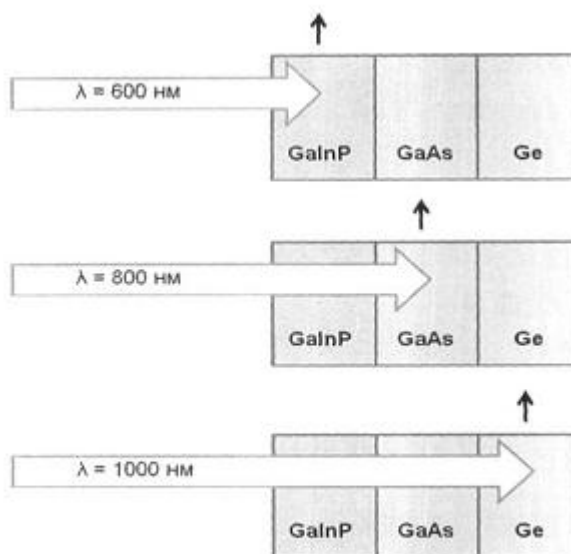 λ = 600 нм
GaInP GaAs Ge
λ = 800 нм
GaInP GaAs Ge
λ = 1000 нм
GaInP GaAs Ge